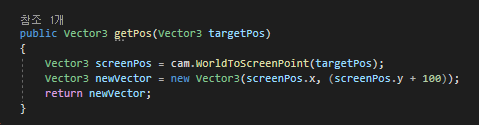 참조 1개
public Vector3 getPos(Vector3 targetPos)
{
Vector3 screenPos = cam.WorldToScreenPoint(targetPos);
Vector3 newVector = new Vector3(screenPos.x, (screenPos.y + 100));
return newVector;
}